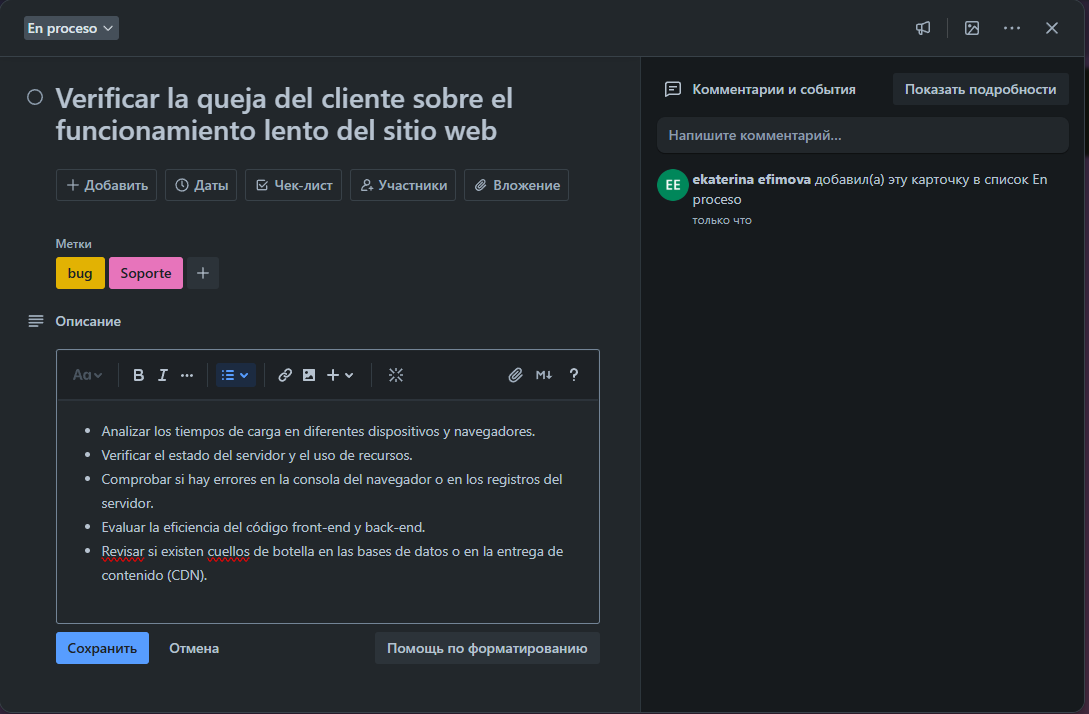 En proceso
Verificar la queja del cliente sobre el
funcionamiento lento del sitio web
Добавить
Даты
Чек-лист
Участники
Вложение
Метки
bug
Soporte
Описание
Aa
B I
M↓ ?
Analizar los tiempos de carga en diferentes dispositivos y navegadores.
Verificar el estado del servidor y el uso de recursos.
Comprobar si hay errores en la consola del navegador o en los registros del
servidor.
Evaluar la eficiencia del código front-end y back-end.
Revisar si existen cuellos de botella en las bases de datos o en la entrega de
contenido (CDN).
Сохранить
Отмена
Помощь по форматированию
Комментарии и события
Показать подробности
Напишите комментарий...
EE
ekaterina efimova добавил(а) эту карточку в список En
proceso
только что